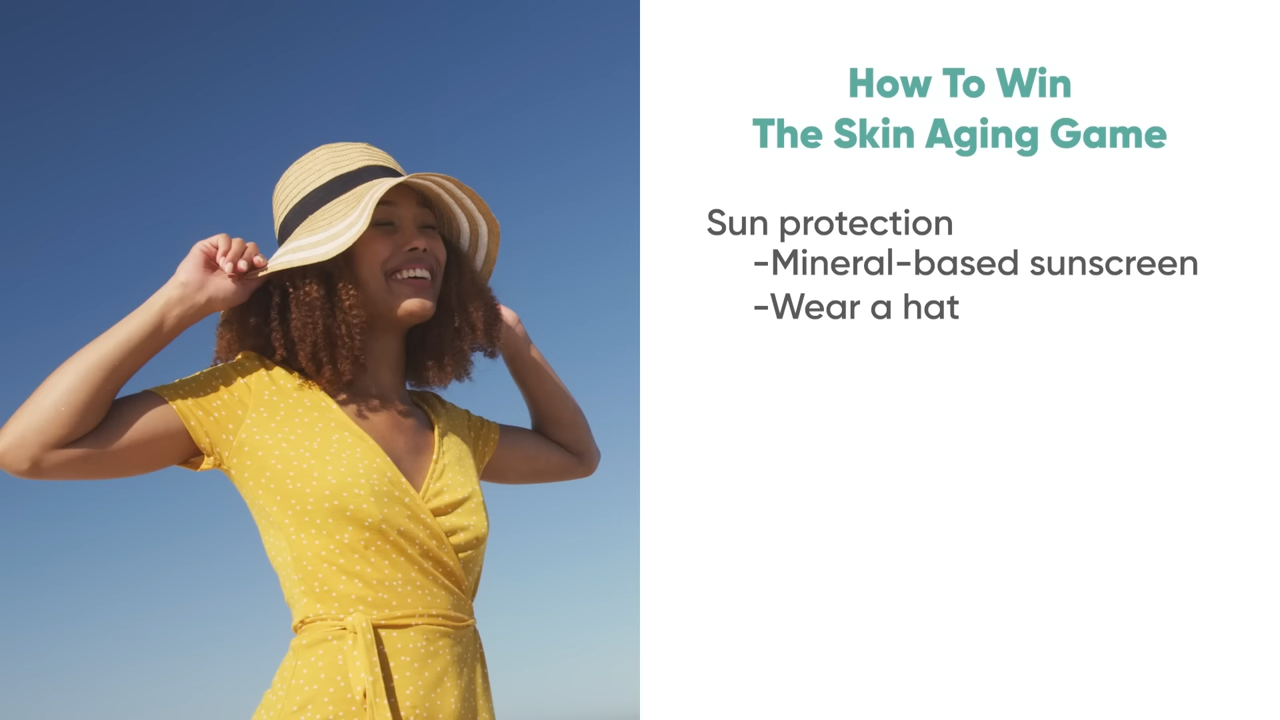 How To Win
The Skin Aging Game
Sun protection
-Mineral-based sunscreen
-Wear a hat